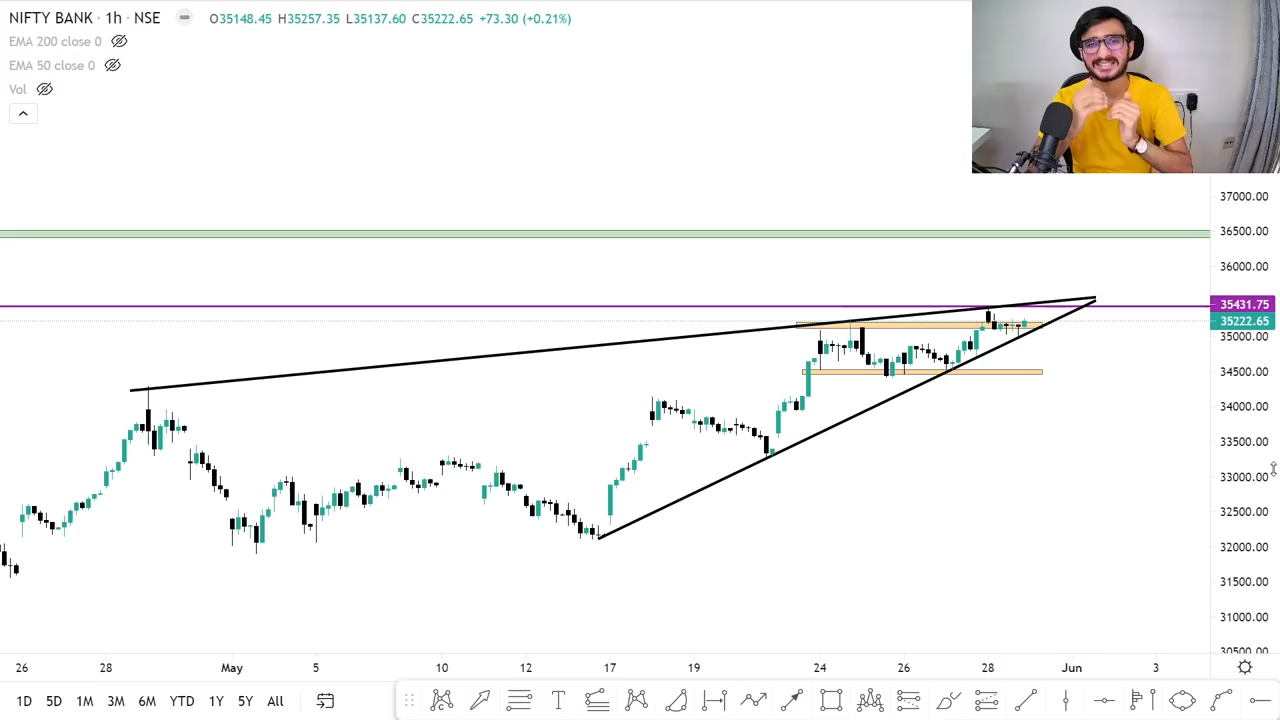 NIFTY BANK · 1h · NSE O35148.45 H35257.35 L35137.60 C35222.65 +73.30 (+0.21%)
EMA 200 close 0
EMA 50 close 0
Vol
37000.00
36500.00
36000.00
35431.75
35222.65
35000.00
34500.00
34000.00
33500.00
33000.00
32500.00
32000.00
31500.00
31000.00
30500.00
26 28 May 5 10 12 17 19 24 26 28 Jun 3
1D 5D 1M 3M 6M YTD 1Y 5Y All